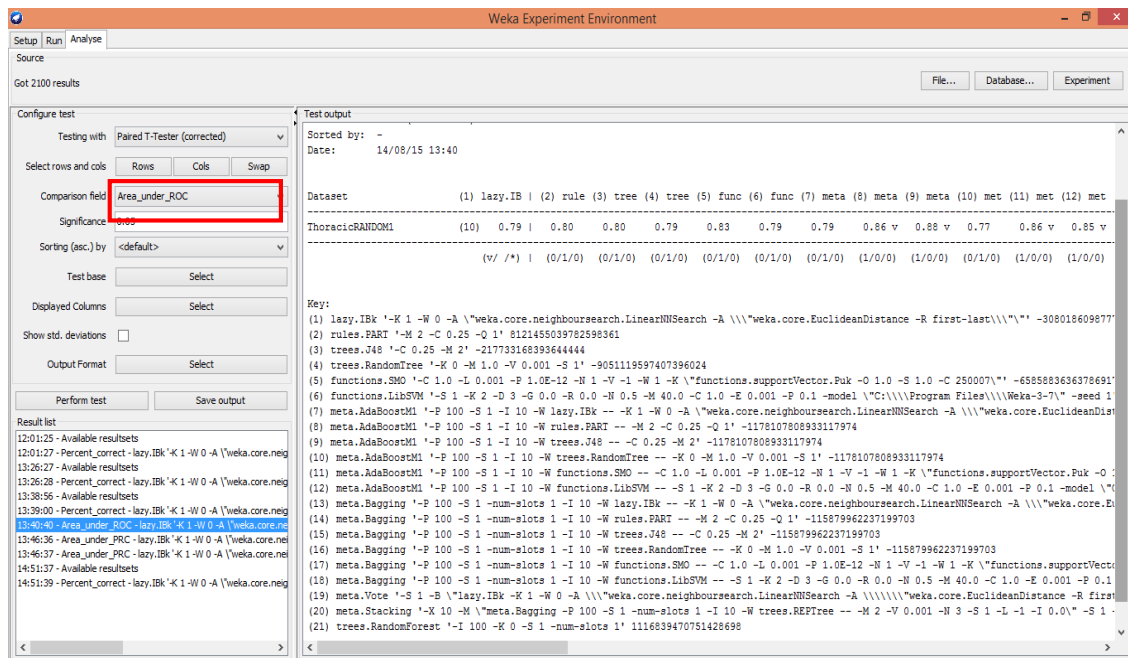 Weka Experiment Environment
Setup Run Analyse
Source
Got 2100 results
File... Database... Experiment
Configure test
Testing with Paired T-Tester (corrected)
Select rows and cols Rows Cols Swap
Comparison field Area_under_ROC
Significance 0.05
Sorting (asc.) by <default>
Test base Select
Displayed Columns Select
Show std. deviations
Output Format Select
Perform test Save output
Result list
12:01:25 - Available resultsets
12:01:27 - Percent_correct - lazy.IBk '-K 1 -W 0 -A \"weka.core.neig
13:26:27 - Available resultsets
13:26:28 - Percent_correct - lazy.IBk '-K 1 -W 0 -A \"weka.core.neig
13:38:56 - Available resultsets
13:39:00 - Percent_correct - lazy.IBk '-K 1 -W 0 -A \"weka.core.neig
13:40:40 - Area_under_ROC - lazy.IBk '-K 1 -W 0 -A \"weka.core.ne
13:46:36 - Area_under_PRC - lazy.IBk '-K 1 -W 0 -A \"weka.core.nei
13:46:37 - Area_under_PRC - lazy.IBk '-K 1 -W 0 -A \"weka.core.nei
14:51:37 - Available resultsets
14:51:39 - Percent_correct - lazy.IBk '-K 1 -W 0 -A \"weka.core.neig
Test output
Sorted by: -
Date: 14/08/15 13:40
Dataset (1) lazy.IB | (2) rule (3) tree (4) tree (5) func (6) func (7) meta (8) meta (9) meta (10) met (11) met (12) met
ThoracicRANDOM1 (10) 0.79 | 0.80 0.80 0.79 0.83 0.79 0.79 0.86 v 0.88 v 0.77 0.86 v 0.85 v
(v/ /*) | (0/1/0) (0/1/0) (0/1/0) (0/1/0) (0/1/0) (0/1/0) (1/0/0) (1/0/0) (0/1/0) (1/0/0) (1/0/0)
Key:
(1) lazy.IBk '-K 1 -W 0 -A \"weka.core.neighboursearch.LinearNNSearch -A \\\"weka.core.EuclideanDistance -R first-last\\\"\"' -308018609877
(2) rules.PART '-M 2 -C 0.25 -Q 1' 8121455039782598361
(3) trees.J48 '-C 0.25 -M 2' -217733168393644444
(4) trees.RandomTree '-K 0 -M 1.0 -V 0.001 -S 1' -9051119597407396024
(5) functions.SMO '-C 1.0 -L 0.001 -P 1.0E-12 -N 1 -V -1 -W 1 -K \"functions.supportVector.Puk -O 1.0 -S 1.0 -C 250007\"' -6585883636378691
(6) functions.LibSVM '-S 1 -K 2 -D 3 -G 0.0 -R 0.0 -N 0.5 -M 40.0 -C 1.0 -E 0.001 -P 0.1 -model \"C:\\\\Program Files\\\\Weka-3-7\" -seed 1
(7) meta.AdaBoostM1 '-P 100 -S 1 -I 10 -W lazy.IBk -- -K 1 -W 0 -A \"weka.core.neighboursearch.LinearNNSearch -A \\\"weka.core.EuclideanDist
(8) meta.AdaBoostM1 '-P 100 -S 1 -I 10 -W rules.PART -- -M 2 -C 0.25 -Q 1' -1178107808933117974
(9) meta.AdaBoostM1 '-P 100 -S 1 -I 10 -W trees.J48 -- -C 0.25 -M 2' -1178107808933117974
(10) meta.AdaBoostM1 '-P 100 -S 1 -I 10 -W trees.RandomTree -- -K 0 -M 1.0 -V 0.001 -S 1' -1178107808933117974
(11) meta.AdaBoostM1 '-P 100 -S 1 -I 10 -W functions.SMO -- -C 1.0 -L 0.001 -P 1.0E-12 -N 1 -V -1 -W 1 -K \"functions.supportVector.Puk -O
(12) meta.AdaBoostM1 '-P 100 -S 1 -I 10 -W functions.LibSVM -- -S 1 -K 2 -D 3 -G 0.0 -R 0.0 -N 0.5 -M 40.0 -C 1.0 -E 0.001 -P 0.1 -model \"
(13) meta.Bagging '-P 100 -S 1 -num-slots 1 -I 10 -W lazy.IBk -- -K 1 -W 0 -A \"weka.core.neighboursearch.LinearNNSearch -A \\\"weka.core.Eu
(14) meta.Bagging '-P 100 -S 1 -num-slots 1 -I 10 -W rules.PART -- -M 2 -C 0.25 -Q 1' -115879962237199703
(15) meta.Bagging '-P 100 -S 1 -num-slots 1 -I 10 -W trees.J48 -- -C 0.25 -M 2' -115879962237199703
(16) meta.Bagging '-P 100 -S 1 -num-slots 1 -I 10 -W trees.RandomTree -- -K 0 -M 1.0 -V 0.001 -S 1' -115879962237199703
(17) meta.Bagging '-P 100 -S 1 -num-slots 1 -I 10 -W functions.SMO -- -C 1.0 -L 0.001 -P 1.0E-12 -N 1 -V -1 -W 1 -K \"functions.supportVect
(18) meta.Bagging '-P 100 -S 1 -num-slots 1 -I 10 -W functions.LibSVM -- -S 1 -K 2 -D 3 -G 0.0 -R 0.0 -N 0.5 -M 40.0 -C 1.0 -E 0.001 -P 0.1
(19) meta.Vote '-S 1 -B \"lazy.IBk -K 1 -W 0 -A \\\"weka.core.neighboursearch.LinearNNSearch -A \\\\\\\"weka.core.EuclideanDistance -R first
(20) meta.Stacking '-X 10 -M \"meta.Bagging -P 100 -S 1 -num-slots 1 -I 10 -W trees.REPTree -- -M 2 -V 0.001 -N 3 -S 1 -L -1 -I 0.0\" -S 1 -
(21) trees.RandomForest '-I 100 -K 0 -S 1 -num-slots 1' 1116839470751428698